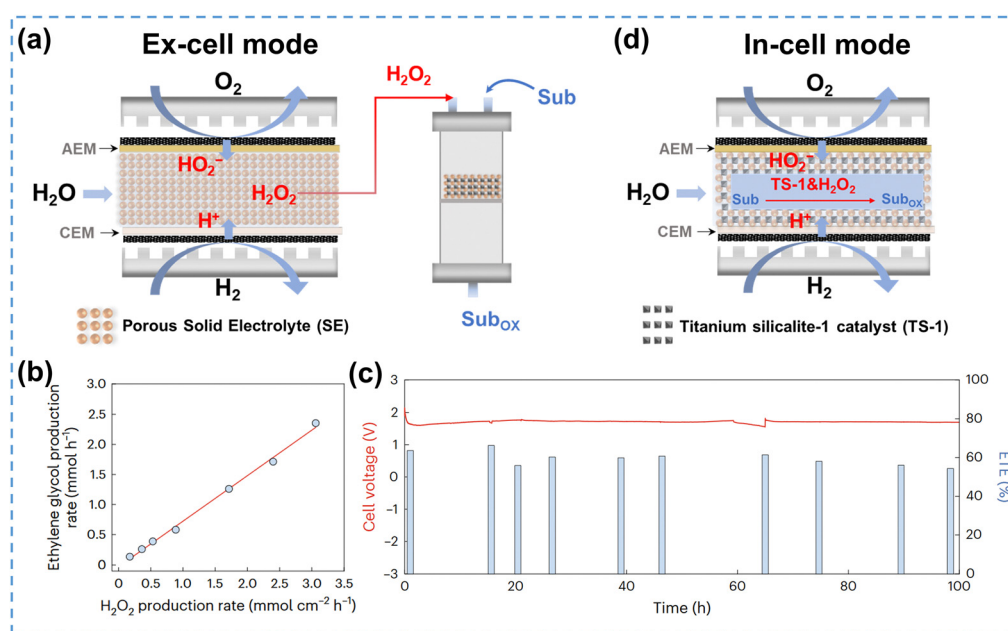 (a)
Ex-cell mode
O₂
AEM
HO₂⁻
H₂O
H₂O₂
H⁺
CEM
H₂
H₂O₂
Sub
Sub_OX
Porous Solid Electrolyte (SE)
(d)
In-cell mode
O₂
AEM
HO₂⁻
H₂O
TS-1&H₂O₂
Sub
Sub_OX
H⁺
CEM
H₂
Titanium silicalite-1 catalyst (TS-1)
(b)
Ethylene glycol production
rate (mmol h⁻¹)
3.0
2.5
2.0
1.5
1.0
0.5
0
0
0.5
1.0
1.5
2.0
2.5
3.0
3.5
H₂O₂ production rate (mmol cm⁻² h⁻¹)
(c)
Cell voltage (V)
3
2
1
0
−1
−2
−3
0
20
40
60
80
100
Time (h)
100
80
60
40
20
0
ETE
(%)